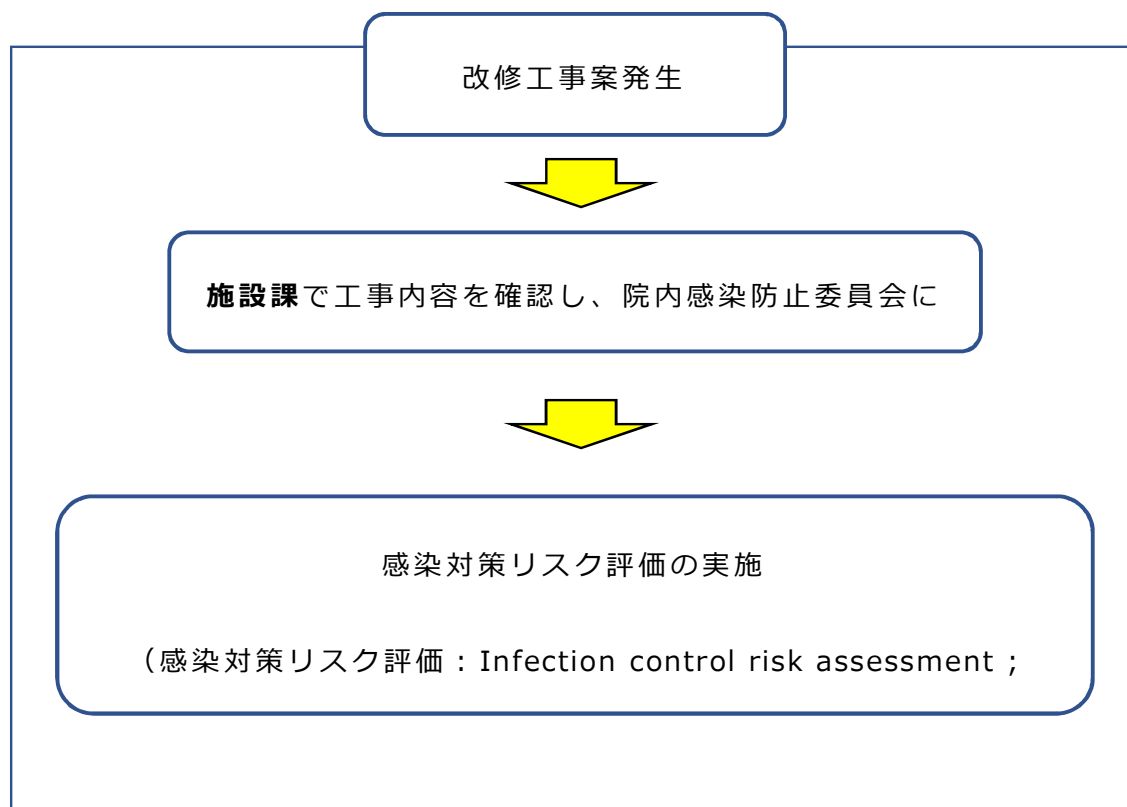 改修工事案発生
施設課で工事内容を確認し、院内感染防止委員会に
感染対策リスク評価の実施
（感染対策リスク評価：Infection control risk assessment；